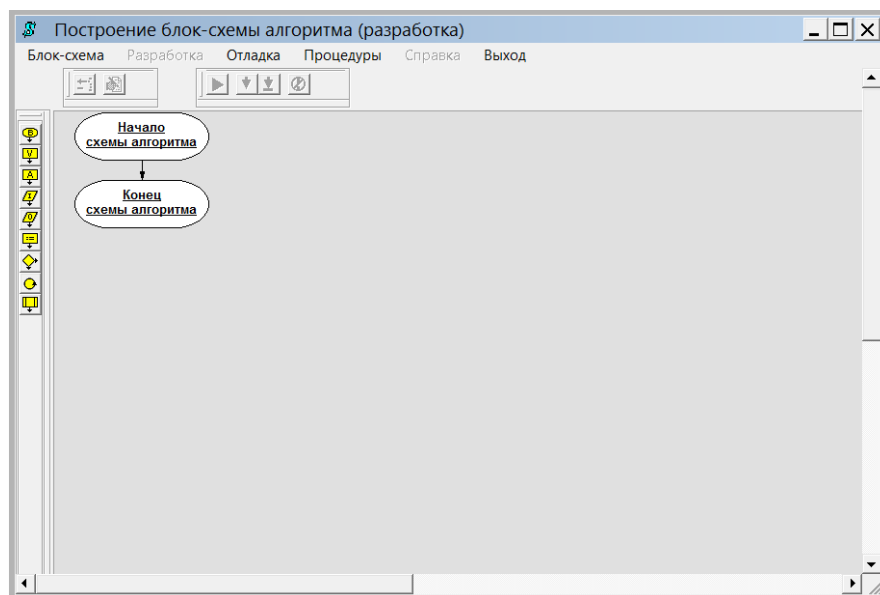 Построение блок-схемы алгоритма (разработка)
Блок-схема Разработка Отладка Процедуры Справка Выход
Начало
схемы алгоритма
Конец
схемы алгоритма
B
V
A
I
O
:=